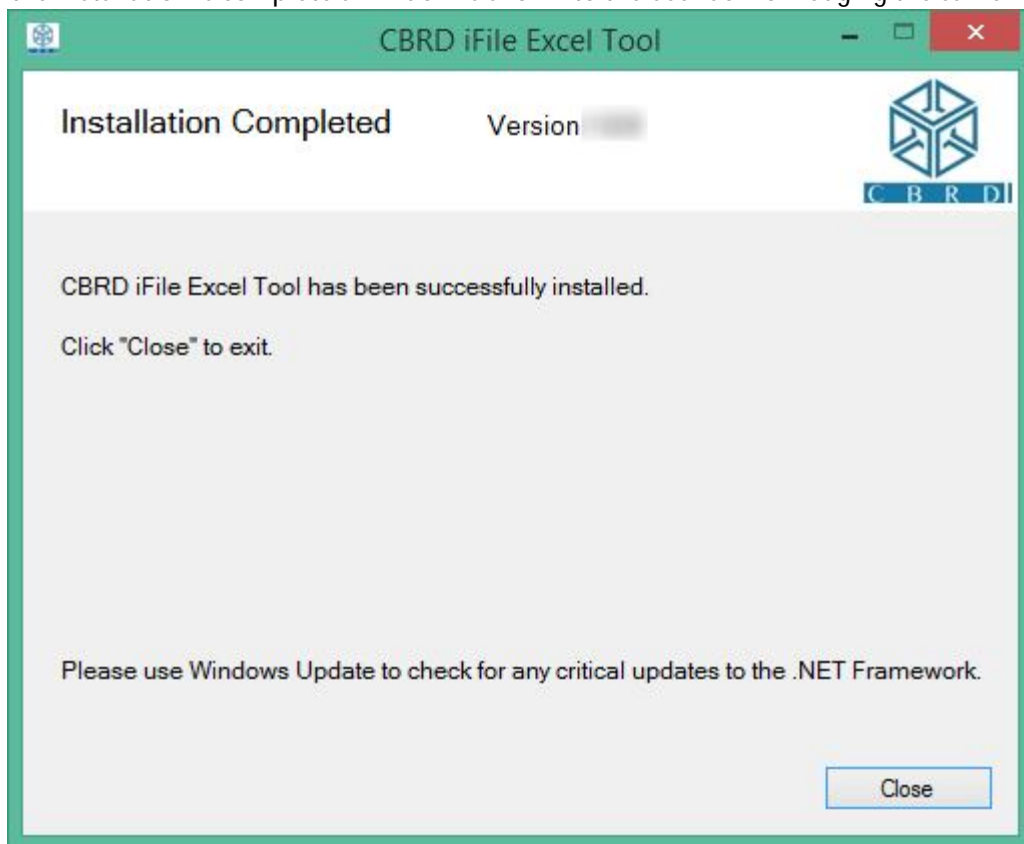 CBRD iFile Excel Tool
Installation Completed Version
C B R D
CBRD iFile Excel Tool has been successfully installed.
Click "Close" to exit.
Please use Windows Update to check for any critical updates to the .NET Framework.
Close